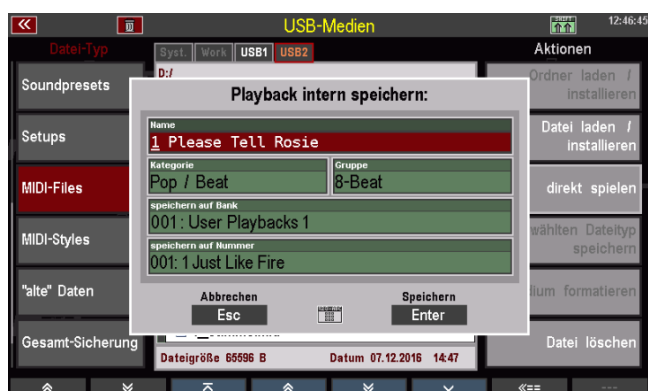 USB-Medien
12:46:45
Datei-Typ
Syst. Work USB1 USB2
Aktionen
D:/
Soundpresets
Setups
MIDI-Files
MIDI-Styles
"alte" Daten
Gesamt-Sicherung
Playback intern speichern:
Name
1 Please Tell Rosie
Kategorie
Pop / Beat
Gruppe
8-Beat
speichern auf Bank
001: User Playbacks 1
speichern auf Nummer
001: 1 Just Like Fire
Abbrechen
Esc
Speichern
Enter
Ordner laden /
installieren
Datei laden /
installieren
direkt spielen
wählten Dateityp
speichern
ium formatieren
Datei löschen
Dateigröße 65596 B
Datum 07.12.2016 14:47